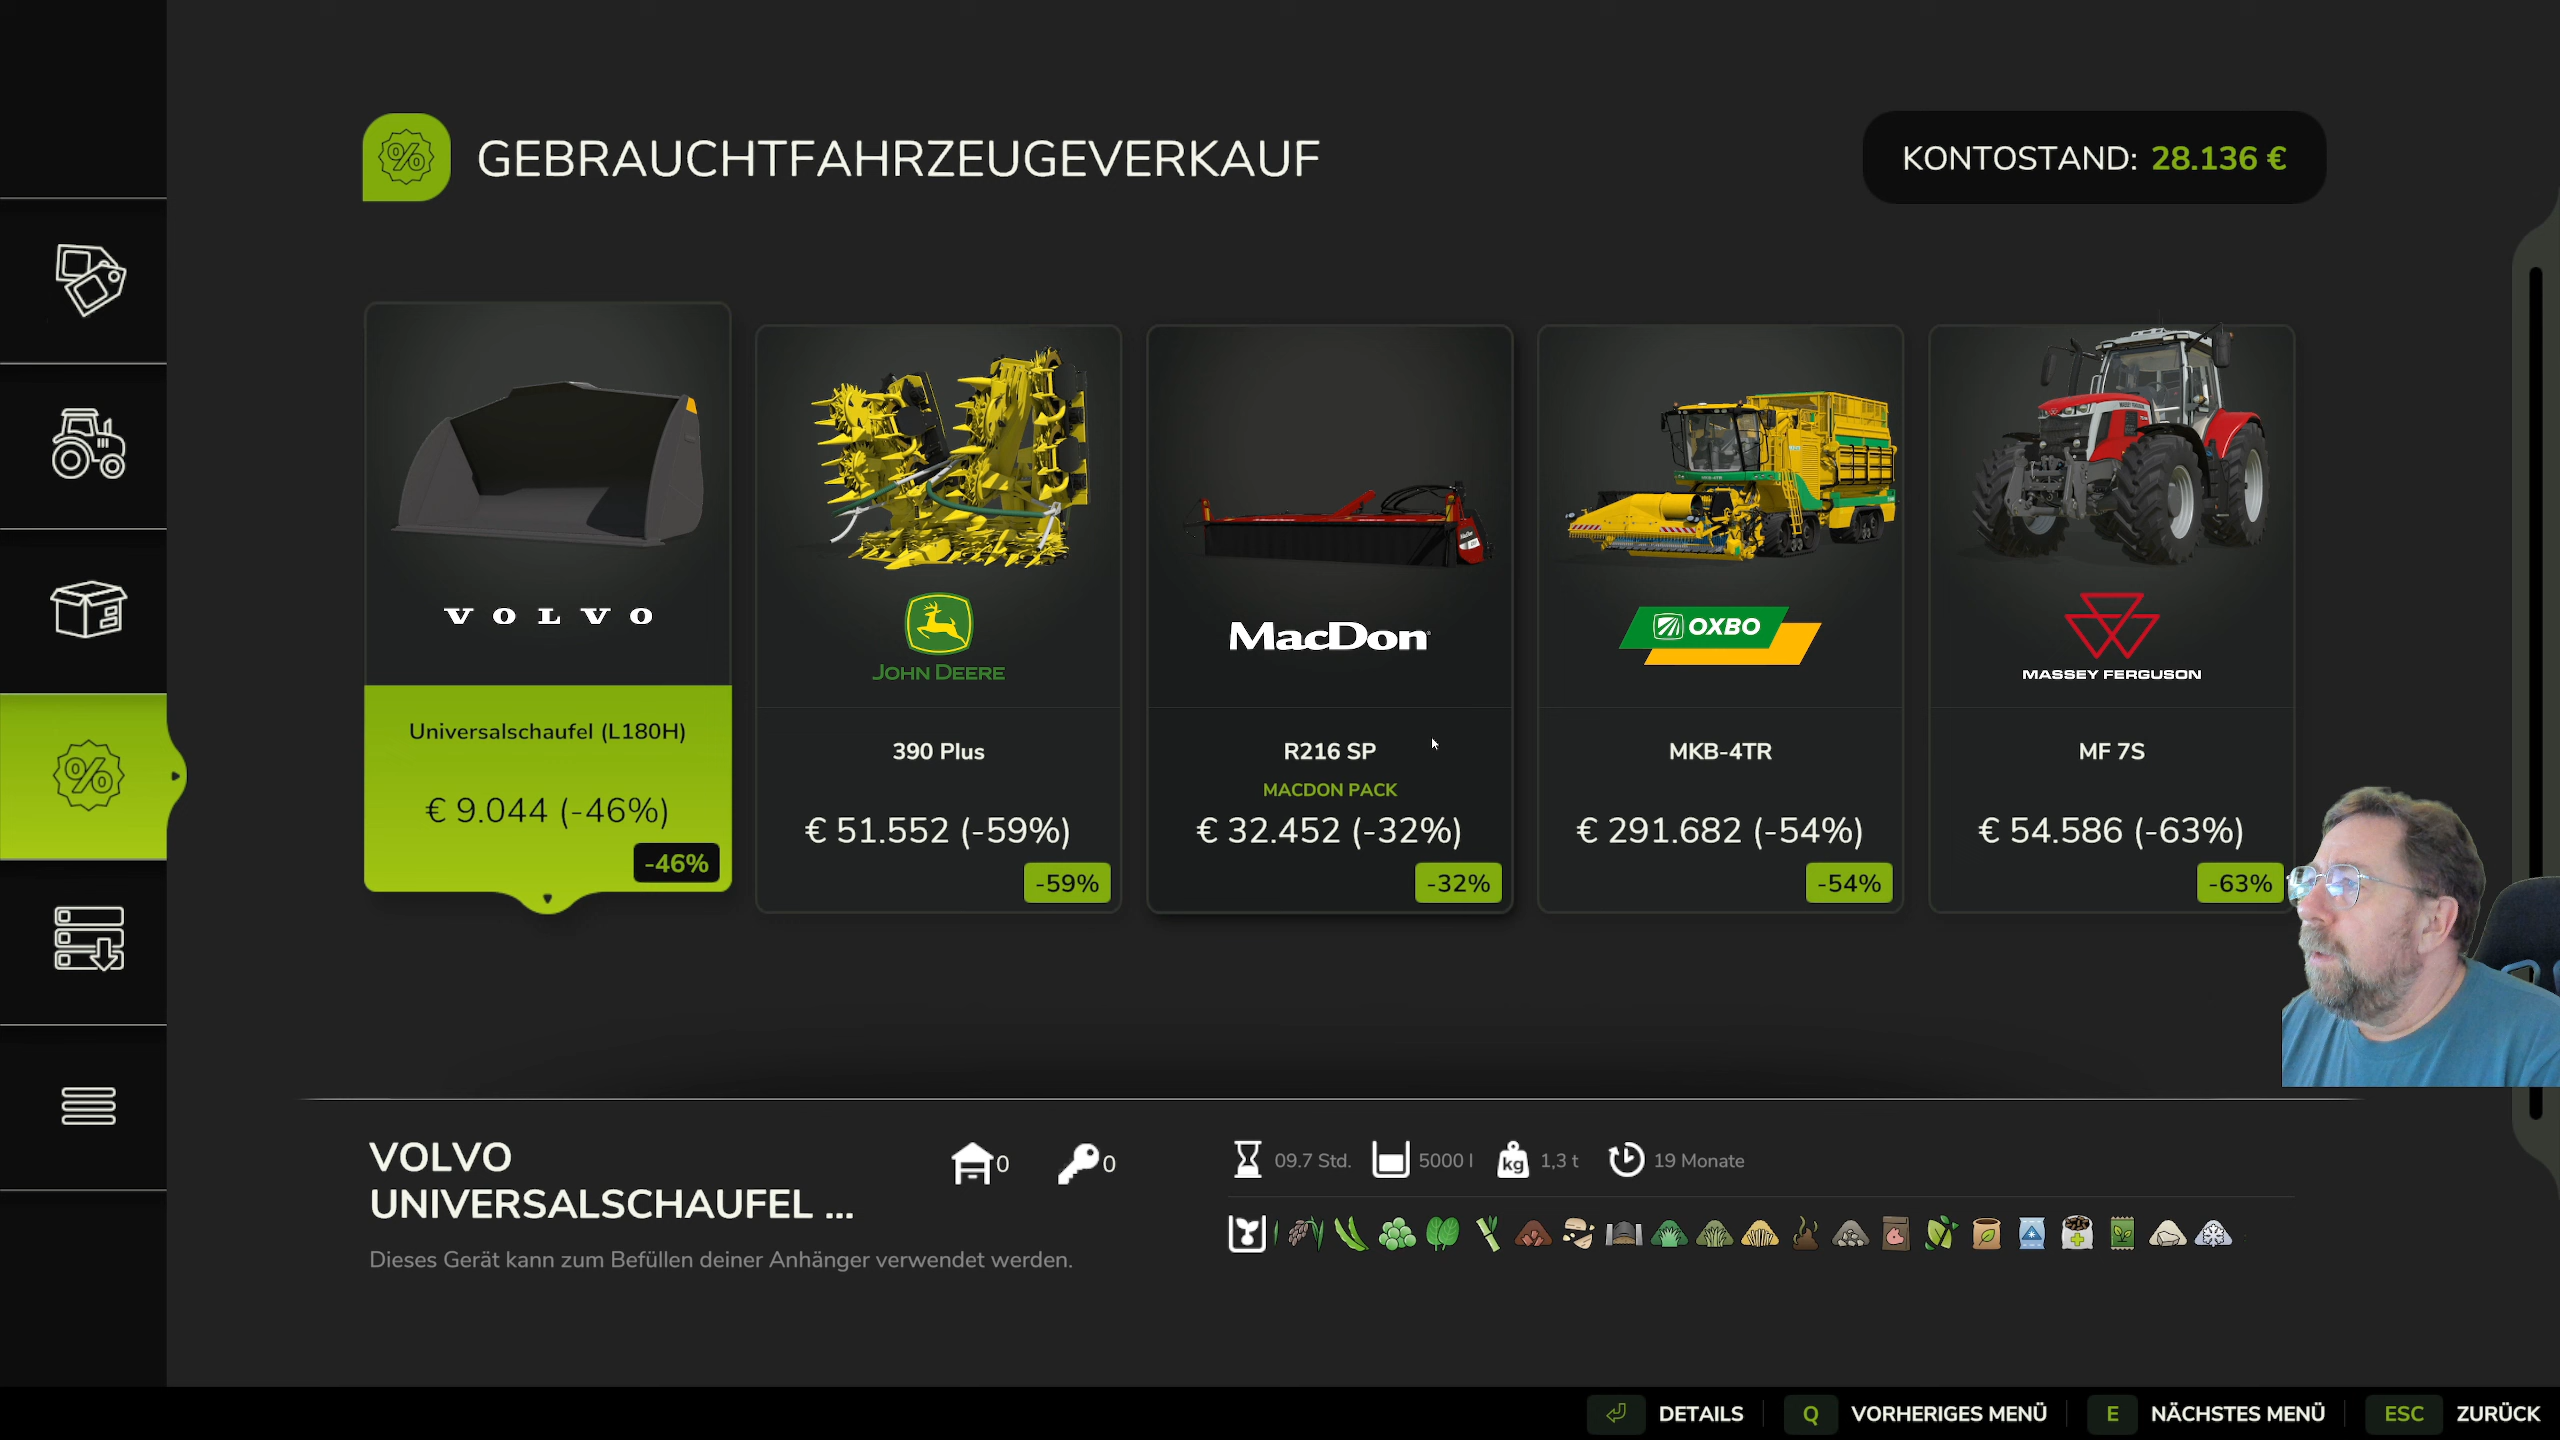 GEBRAUCHTFAHRZEUGEVERKAUF
KONTOSTAND: 28.136 €
VOLVO
Universalschaufel (L180H)
€ 9.044 (-46%)
-46%
JOHN DEERE
390 Plus
€ 51.552 (-59%)
-59%
MacDon
R216 SP
MACDON PACK
€ 32.452 (-32%)
-32%
OXBO
MKB-4TR
€ 291.682 (-54%)
-54%
MASSEY FERGUSON
MF 7S
€ 54.586 (-63%)
-63%
VOLVO
UNIVERSALSCHAUFEL ...
0
0
Dieses Gerät kann zum Befüllen deiner Anhänger verwendet werden.
09.7 Std.
5000 l
kg 1,3 t
19 Monate
DETAILS
Q VORHERIGES MENÜ
E NÄCHSTES MENÜ
ESC ZURÜCK